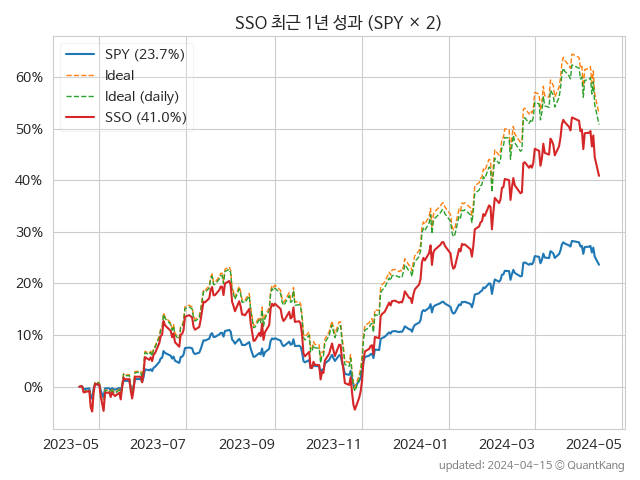 SSO 최근 1년 성과 (SPY × 2)
SPY (23.7%)
Ideal
Ideal (daily)
SSO (41.0%)
60%
50%
40%
30%
20%
10%
0%
2023−05 2023−07 2023−09 2023−11 2024−01 2024−03 2024−05
updated: 2024−04−15 © QuantKang